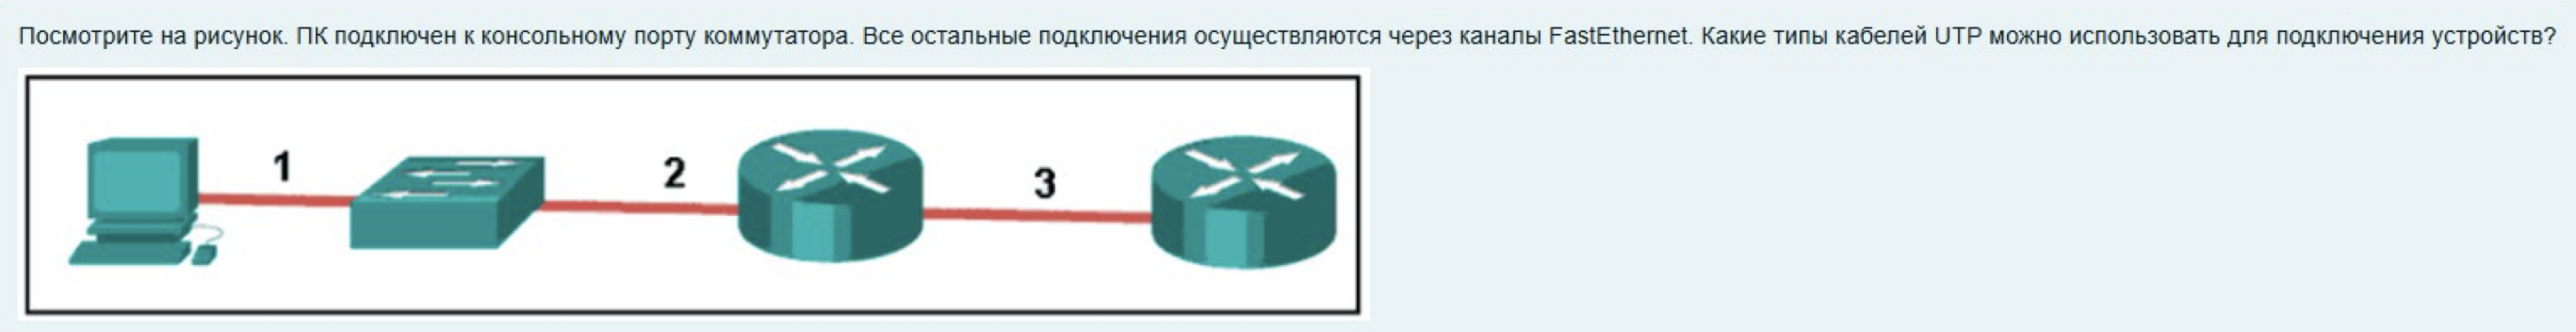 Посмотрите на рисунок. ПК подключен к консольному порту коммутатора. Все остальные подключения осуществляются через каналы FastEthernet. Какие типы кабелей UTP можно использовать для подключения устройств?
1 2 3